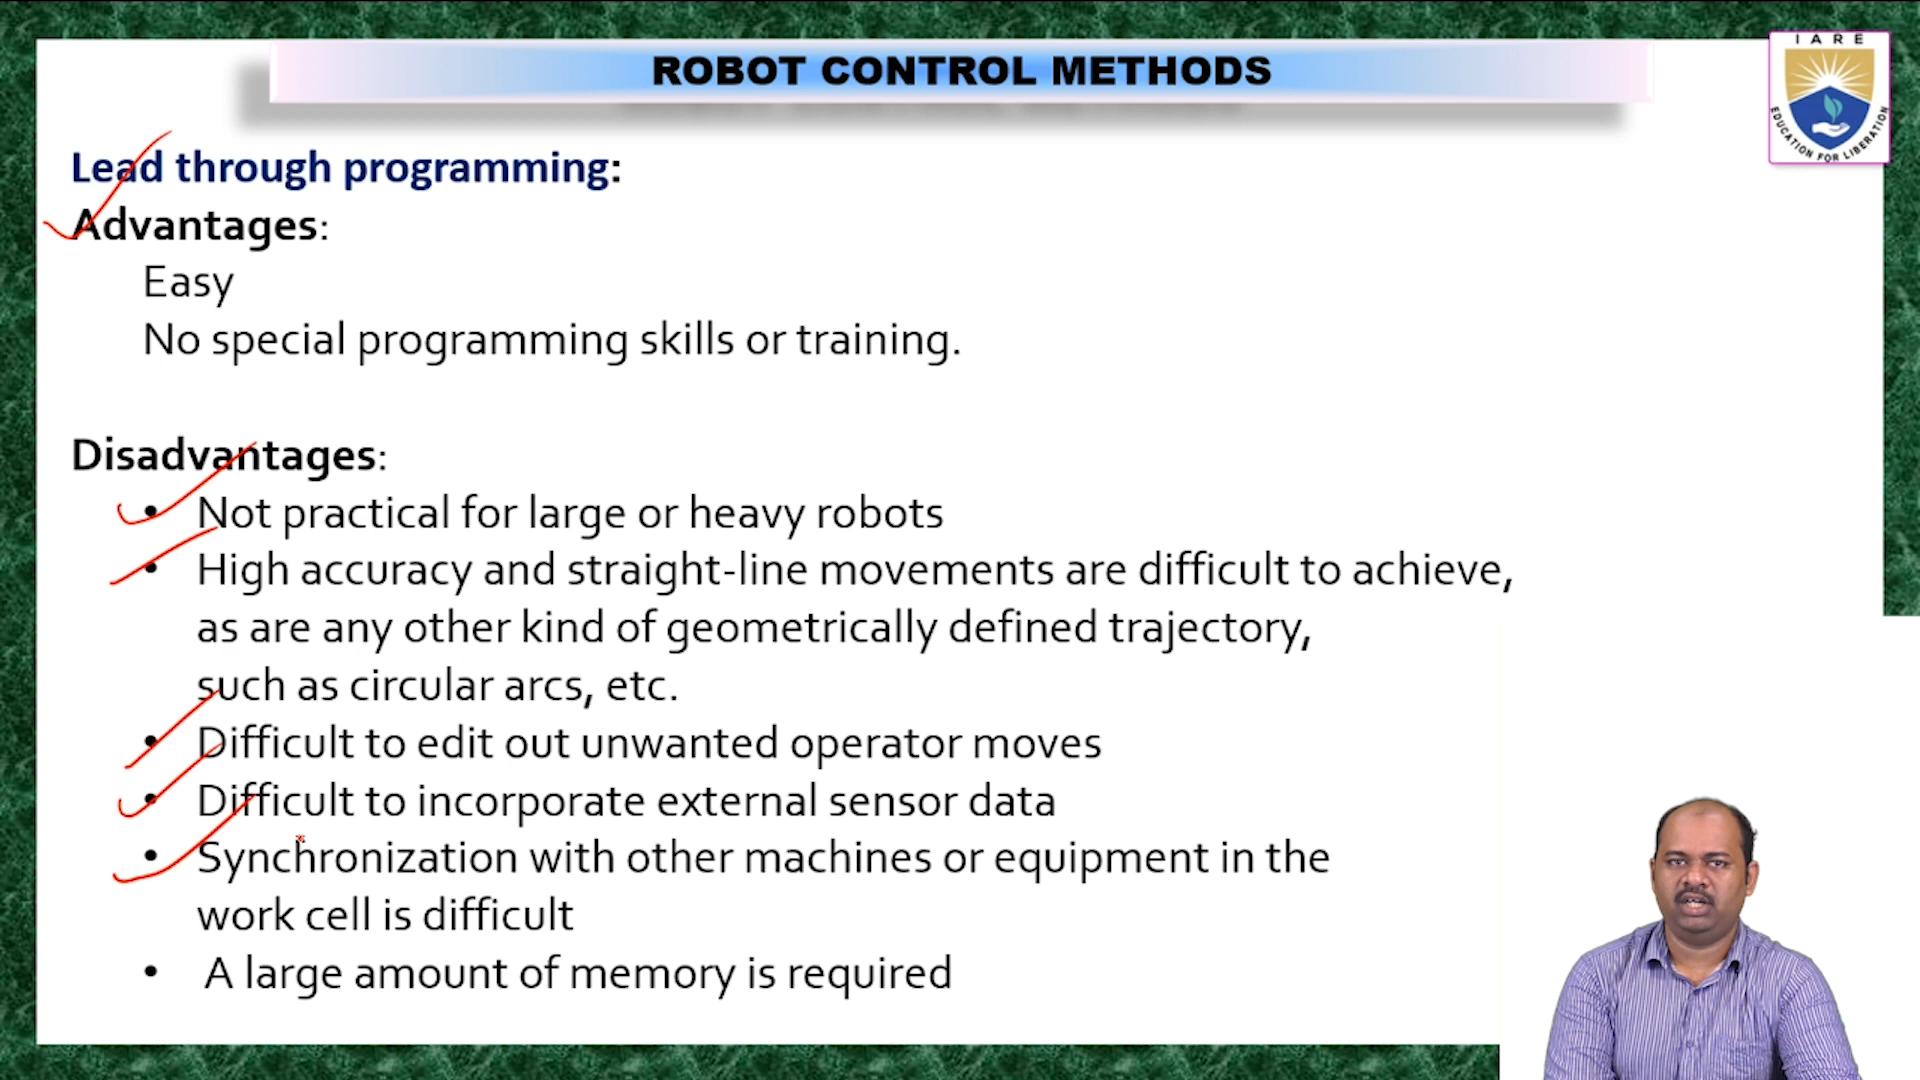 ROBOT CONTROL METHODS
I A R E
EDUCATION FOR LIBERATION
Lead through programming:
Advantages:
Easy
No special programming skills or training.
Disadvantages:
• Not practical for large or heavy robots
• High accuracy and straight-line movements are difficult to achieve,
as are any other kind of geometrically defined trajectory,
such as circular arcs, etc.
• Difficult to edit out unwanted operator moves
• Difficult to incorporate external sensor data
• Synchronization with other machines or equipment in the
work cell is difficult
• A large amount of memory is required